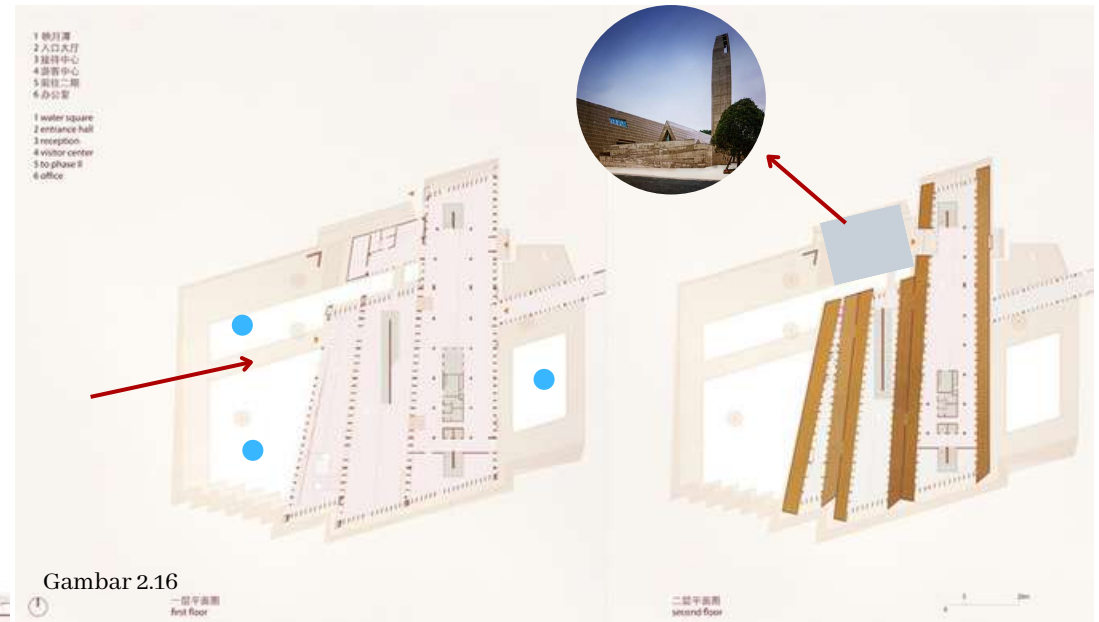 1 映月潭
2 入口大厅
3 接待中心
4 游客中心
5 前往二期
6 办公室
1 water square
2 entrance hall
3 reception
4 visitor center
5 to phase II
6 office
Gambar 2.16
一层平面图
first floor
二层平面图
second floor
0
5
20m